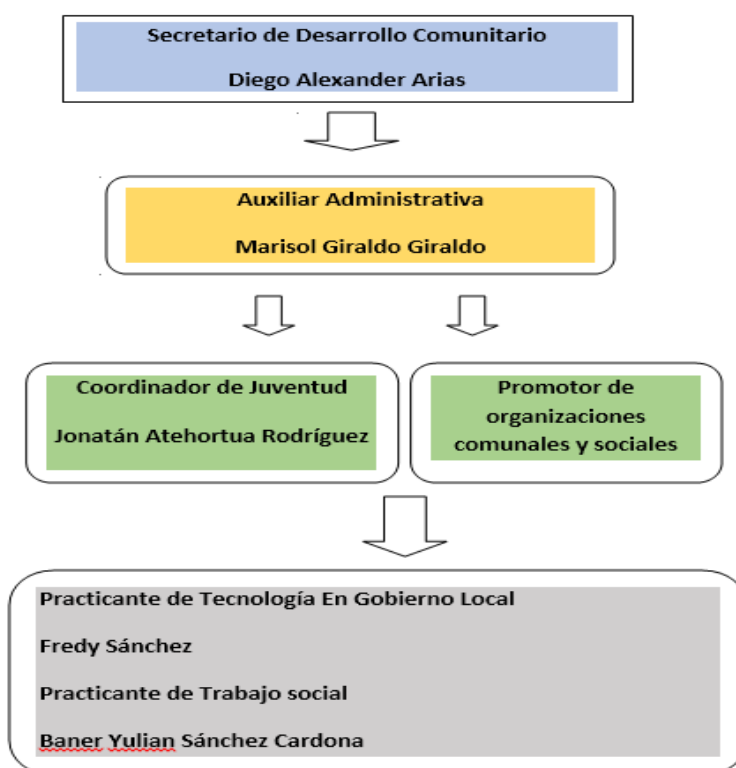 Secretario de Desarrollo Comunitario
Diego Alexander Arias
Auxiliar Administrativa
Marisol Giraldo Giraldo
Coordinador de Juventud
Jonatán Atehortua Rodríguez
Promotor de
organizaciones
comunales y sociales
Practicante de Tecnología En Gobierno Local
Fredy Sánchez
Practicante de Trabajo social
Baner Yulian Sánchez Cardona